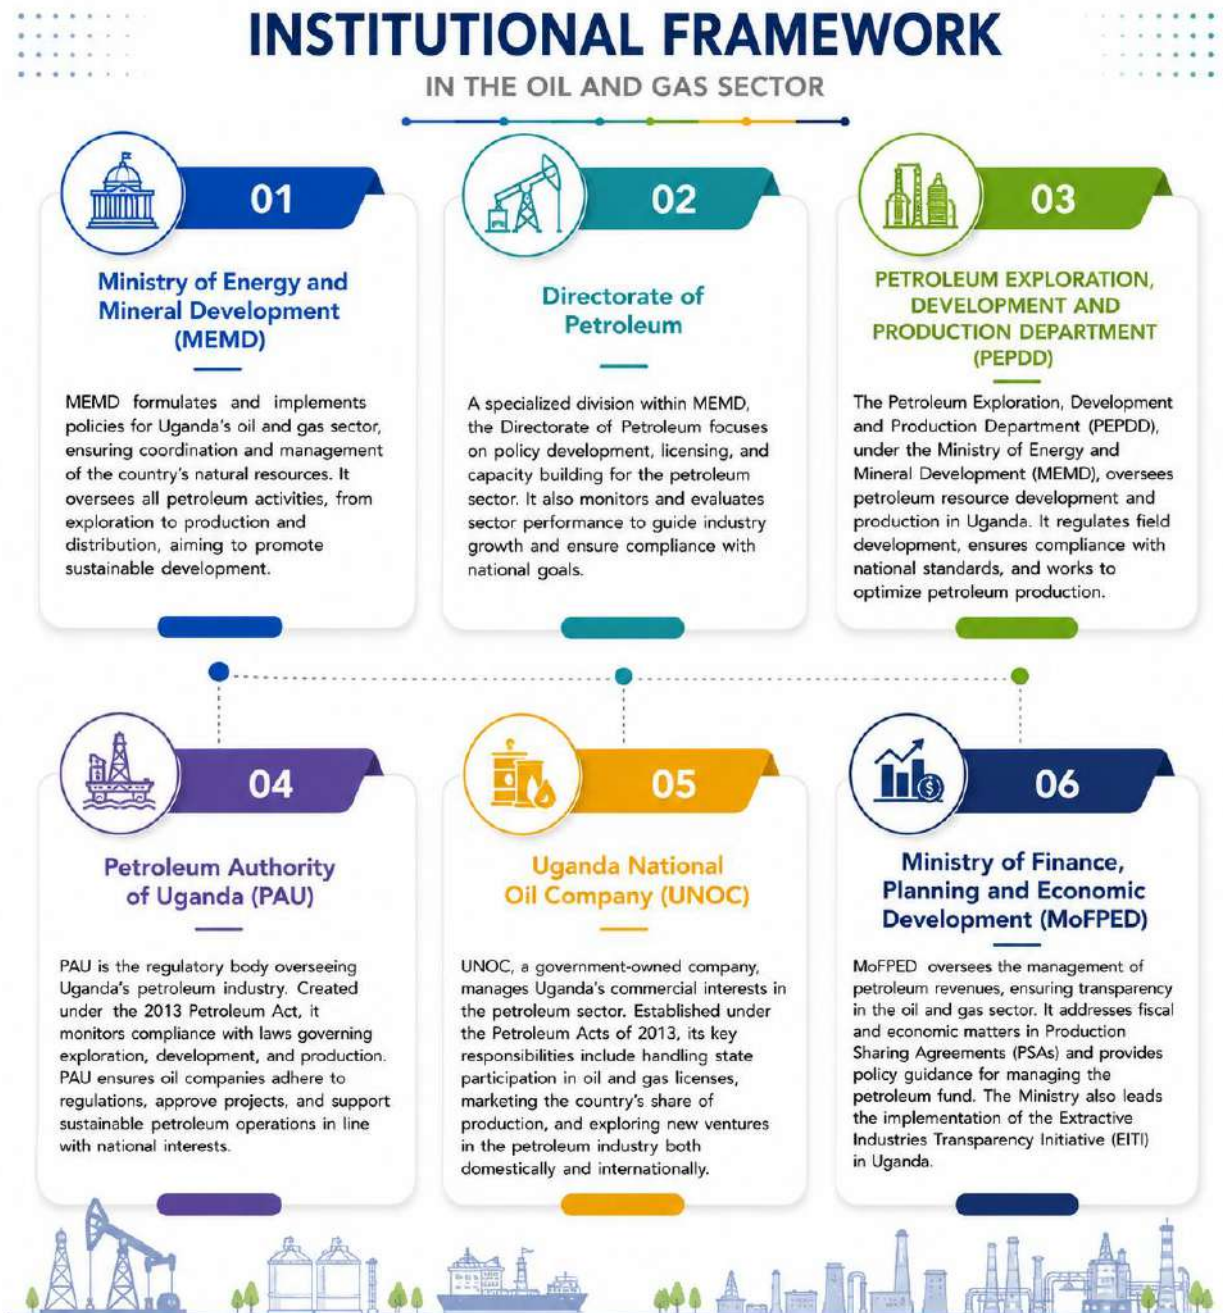 INSTITUTIONAL FRAMEWORK
IN THE OIL AND GAS SECTOR
01
Ministry of Energy and
Mineral Development
(MEMD)
MEMD formulates and implements
policies for Uganda's oil and gas sector,
ensuring coordination and management
of the country's natural resources. It
oversees all petroleum activities, from
exploration to production and
distribution, aiming to promote
sustainable development.
02
Directorate of
Petroleum
A specialized division within MEMD,
the Directorate of Petroleum focuses
on policy development, licensing, and
capacity building for the petroleum
sector. It also monitors and evaluates
sector performance to guide industry
growth and ensure compliance with
national goals.
03
PETROLEUM EXPLORATION,
DEVELOPMENT AND
PRODUCTION DEPARTMENT
(PEPDD)
The Petroleum Exploration, Development
and Production Department (PEPDD),
under the Ministry of Energy and
Mineral Development (MEMD), oversees
petroleum resource development and
production in Uganda. It regulates field
development, ensures compliance with
national standards, and works to
optimize petroleum production.
04
Petroleum Authority
of Uganda (PAU)
PAU is the regulatory body overseeing
Uganda's petroleum industry. Created
under the 2013 Petroleum Act, it
monitors compliance with laws governing
exploration, development, and production.
PAU ensures oil companies adhere to
regulations, approve projects, and support
sustainable petroleum operations in line
with national interests.
05
Uganda National
Oil Company (UNOC)
UNOC, a government-owned company,
manages Uganda's commercial interests in
the petroleum sector. Established under
the Petroleum Acts of 2013, its key
responsibilities include handling state
participation in oil and gas licenses,
marketing the country's share of
production, and exploring new ventures
in the petroleum industry both
domestically and internationally.
06
Ministry of Finance,
Planning and Economic
Development (MoFPED)
MoFPED oversees the management of
petroleum revenues, ensuring transparency
in the oil and gas sector. It addresses fiscal
and economic matters in Production
Sharing Agreements (PSAs) and provides
policy guidance for managing the
petroleum fund. The Ministry also leads
the implementation of the Extractive
Industries Transparency Initiative (EITI)
in Uganda.